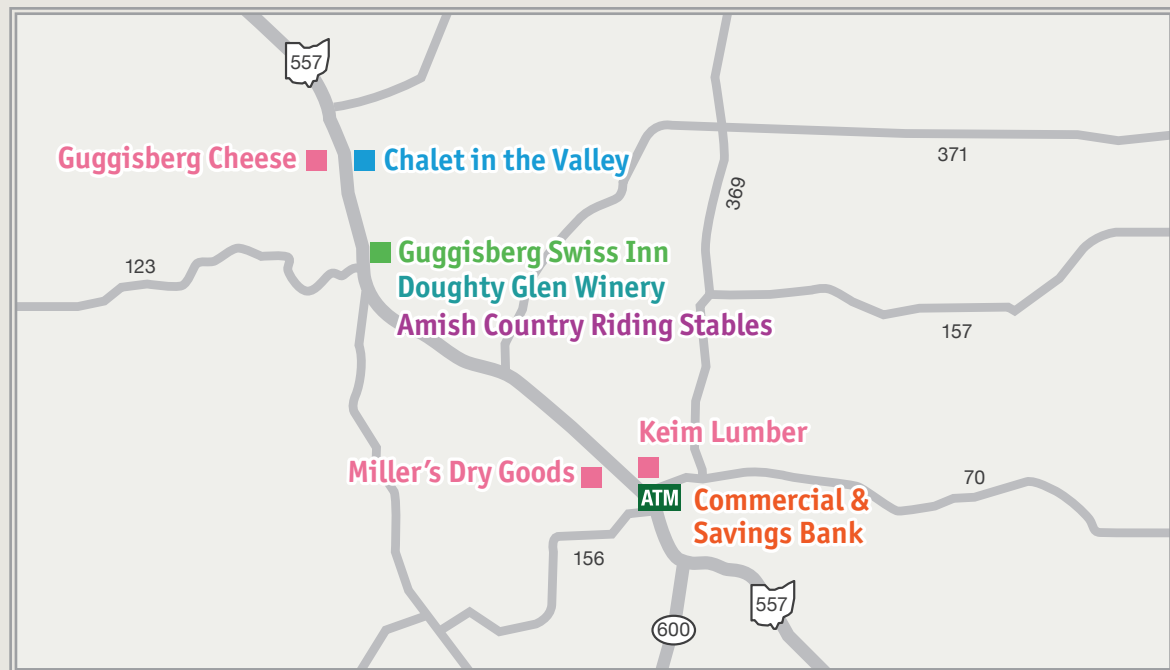 557
Guggisberg Cheese
Chalet in the Valley
371
369
Guggisberg Swiss Inn
123
Doughty Glen Winery
Amish Country Riding Stables
157
Keim Lumber
Miller's Dry Goods
70
ATM
Commercial &
Savings Bank
156
557
600